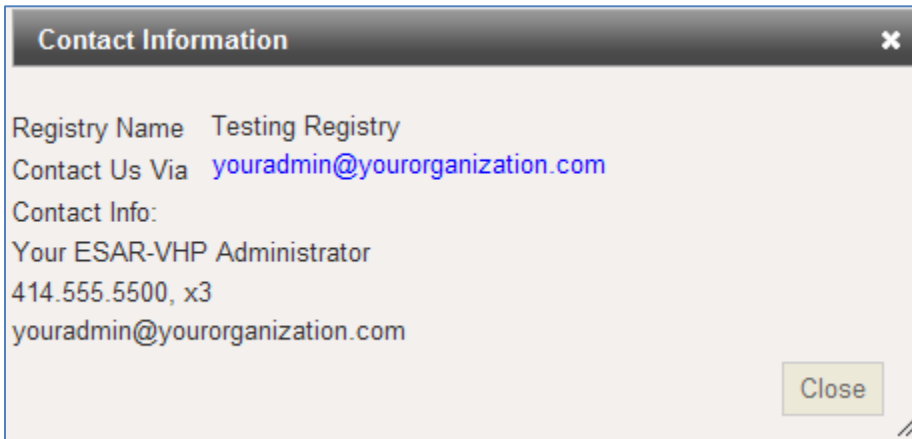 Contact Information
Registry Name Testing Registry
Contact Us Via youradmin@yourorganization.com
Contact Info:
Your ESAR-VHP Administrator
414.555.5500, x3
youradmin@yourorganization.com
Close